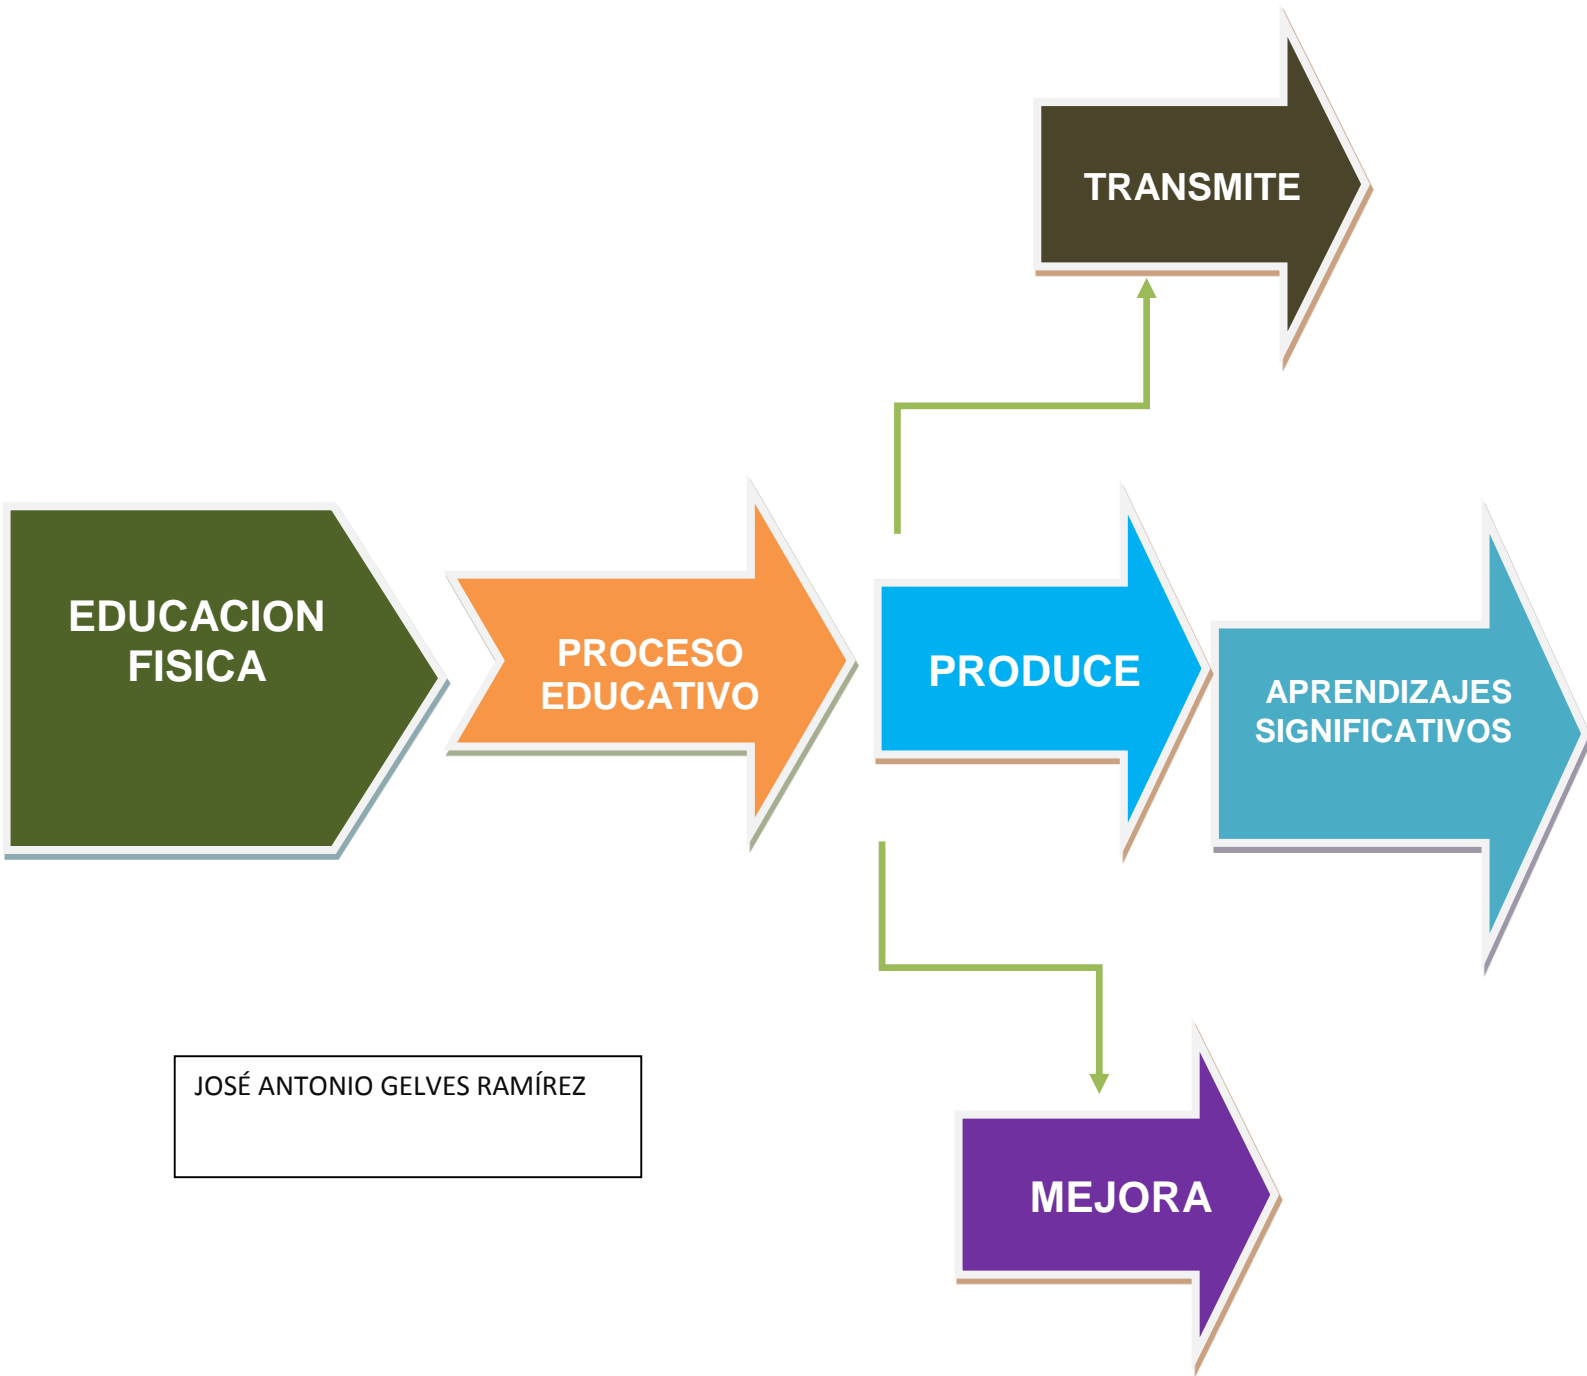 TRANSMITE
EDUCACION
FISICA
PROCESO
EDUCATIVO
PRODUCE
APRENDIZAJES
SIGNIFICATIVOS
JOSÉ ANTONIO GELVES RAMÍREZ
MEJORA